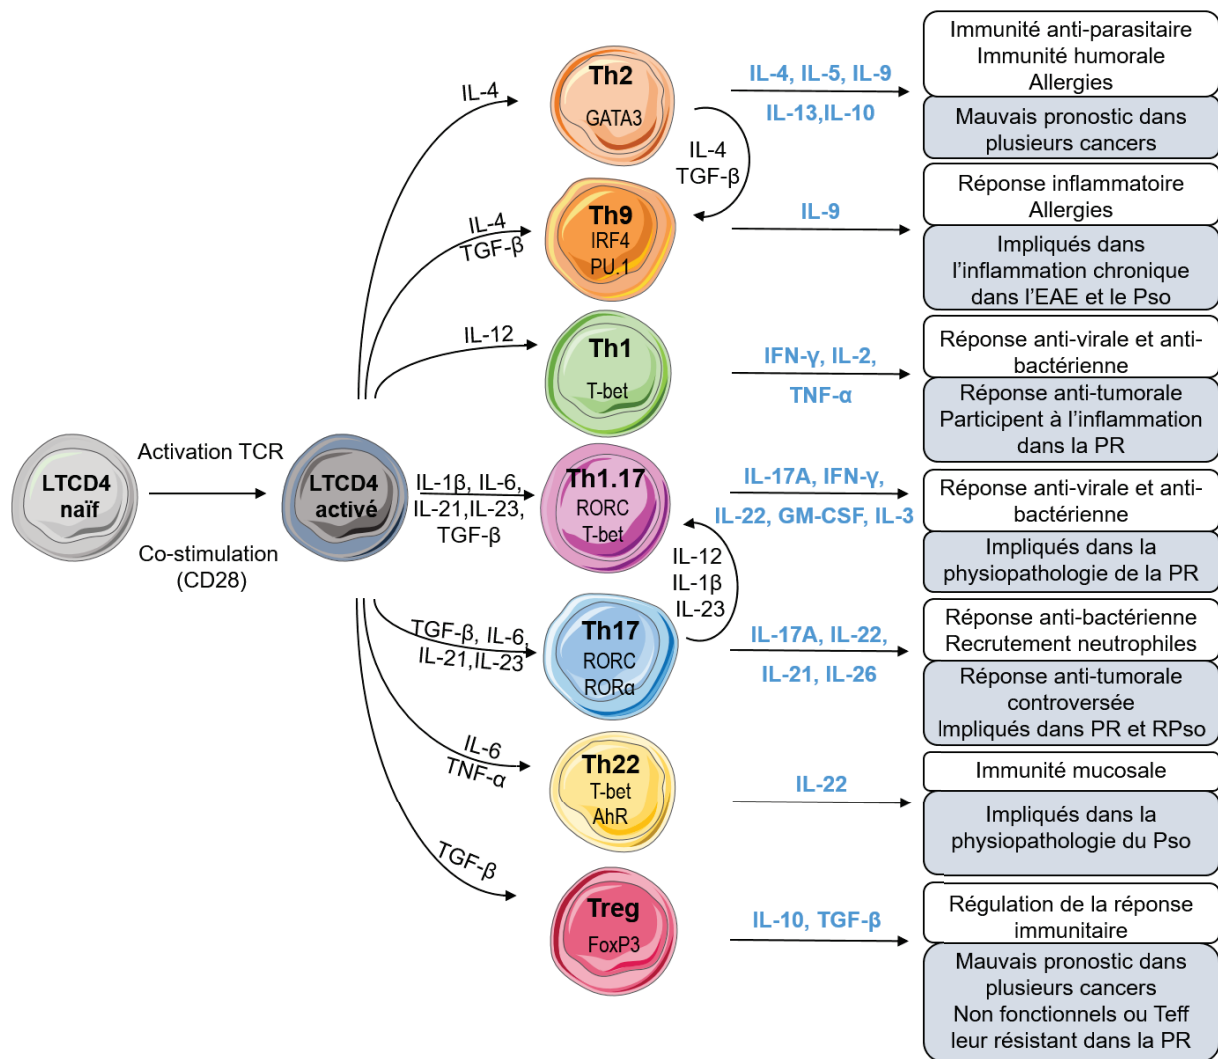 LTCD4
naïf
Activation TCR
Co-stimulation
(CD28)
LTCD4
activé
IL-4
Th2
GATA3
IL-4, IL-5, IL-9
IL-13,IL-10
Immunité anti-parasitaire
Immunité humorale
Allergies
Mauvais pronostic dans
plusieurs cancers
IL-4
TGF-β
IL-4
TGF-β
Th9
IRF4
PU.1
IL-9
Réponse inflammatoire
Allergies
Impliqués dans
l’inflammation chronique
dans l’EAE et le Pso
IL-12
Th1
T-bet
IFN-γ, IL-2,
TNF-α
Réponse anti-virale et anti-
bactérienne
Réponse anti-tumorale
Participent à l’inflammation
dans la PR
IL-1β, IL-6,
IL-21,IL-23,
TGF-β
Th1.17
RORC
T-bet
IL-17A, IFN-γ,
IL-22, GM-CSF, IL-3
Réponse anti-virale et anti-
bactérienne
Impliqués dans la
physiopathologie de la PR
IL-12
IL-1β
IL-23
TGF-β, IL-6,
IL-21,IL-23
Th17
RORC
RORα
IL-17A, IL-22,
IL-21, IL-26
Réponse anti-bactérienne
Recrutement neutrophiles
Réponse anti-tumorale
controversée
Impliqués dans PR et RPso
IL-6
TNF-α
Th22
T-bet
AhR
IL-22
Immunité mucosale
Impliqués dans la
physiopathologie du Pso
TGF-β
Treg
FoxP3
IL-10, TGF-β
Régulation de la réponse
immunitaire
Mauvais pronostic dans
plusieurs cancers
Non fonctionnels ou Teff
leur résistant dans la PR